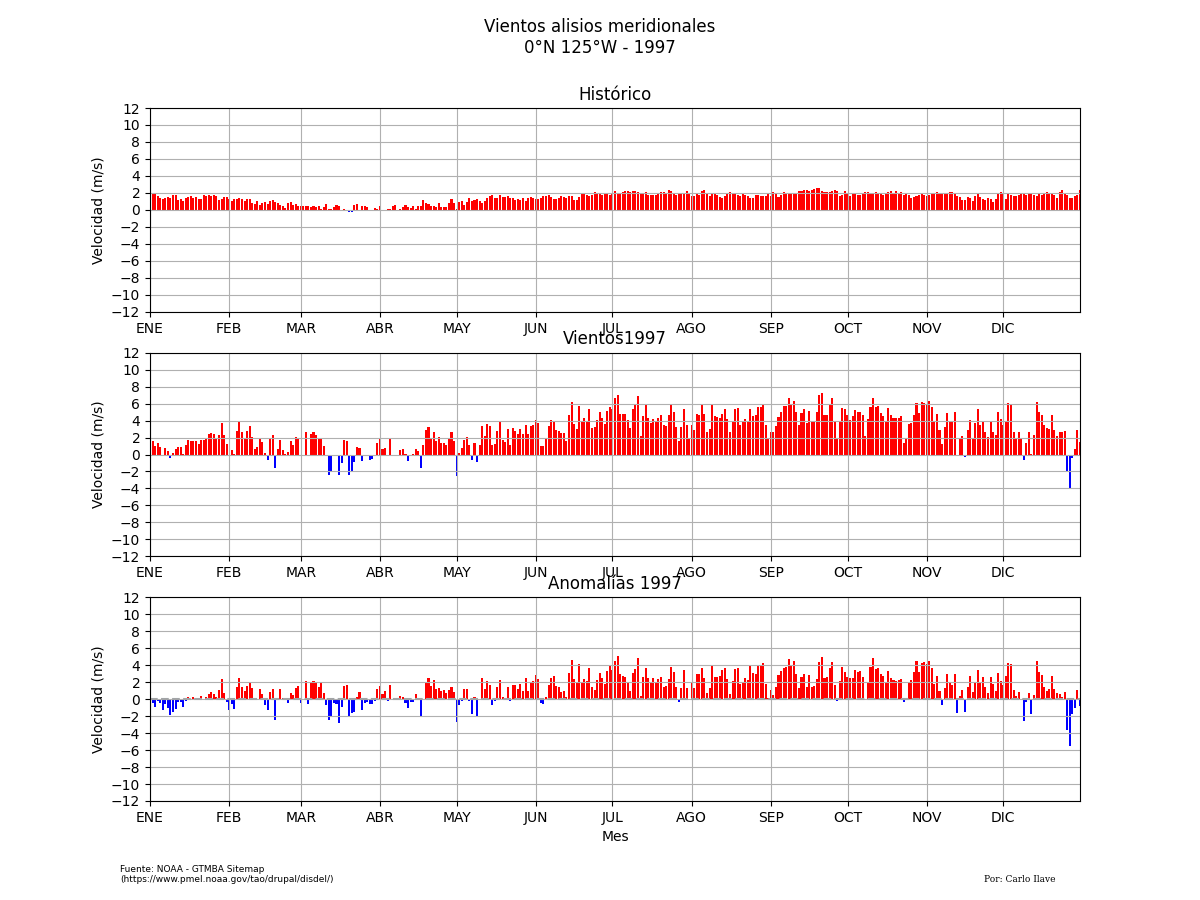 Vientos alisios meridionales
0°N 125°W - 1997
Histórico
12
10
8
6
4
2
0
−2
−4
−6
−8
−10
−12
Velocidad (m/s)
ENE FEB MAR ABR MAY JUN JUL AGO SEP OCT NOV DIC
Vientos1997
12
10
8
6
4
2
0
−2
−4
−6
−8
−10
−12
Velocidad (m/s)
ENE FEB MAR ABR MAY JUN JUL AGO SEP OCT NOV DIC
Anomalías 1997
12
10
8
6
4
2
0
−2
−4
−6
−8
−10
−12
Velocidad (m/s)
ENE FEB MAR ABR MAY JUN JUL AGO SEP OCT NOV DIC
Mes
Fuente: NOAA - GTMBA Sitemap
(https://www.pmel.noaa.gov/tao/drupal/disdel/)
Por: Carlo Ilave